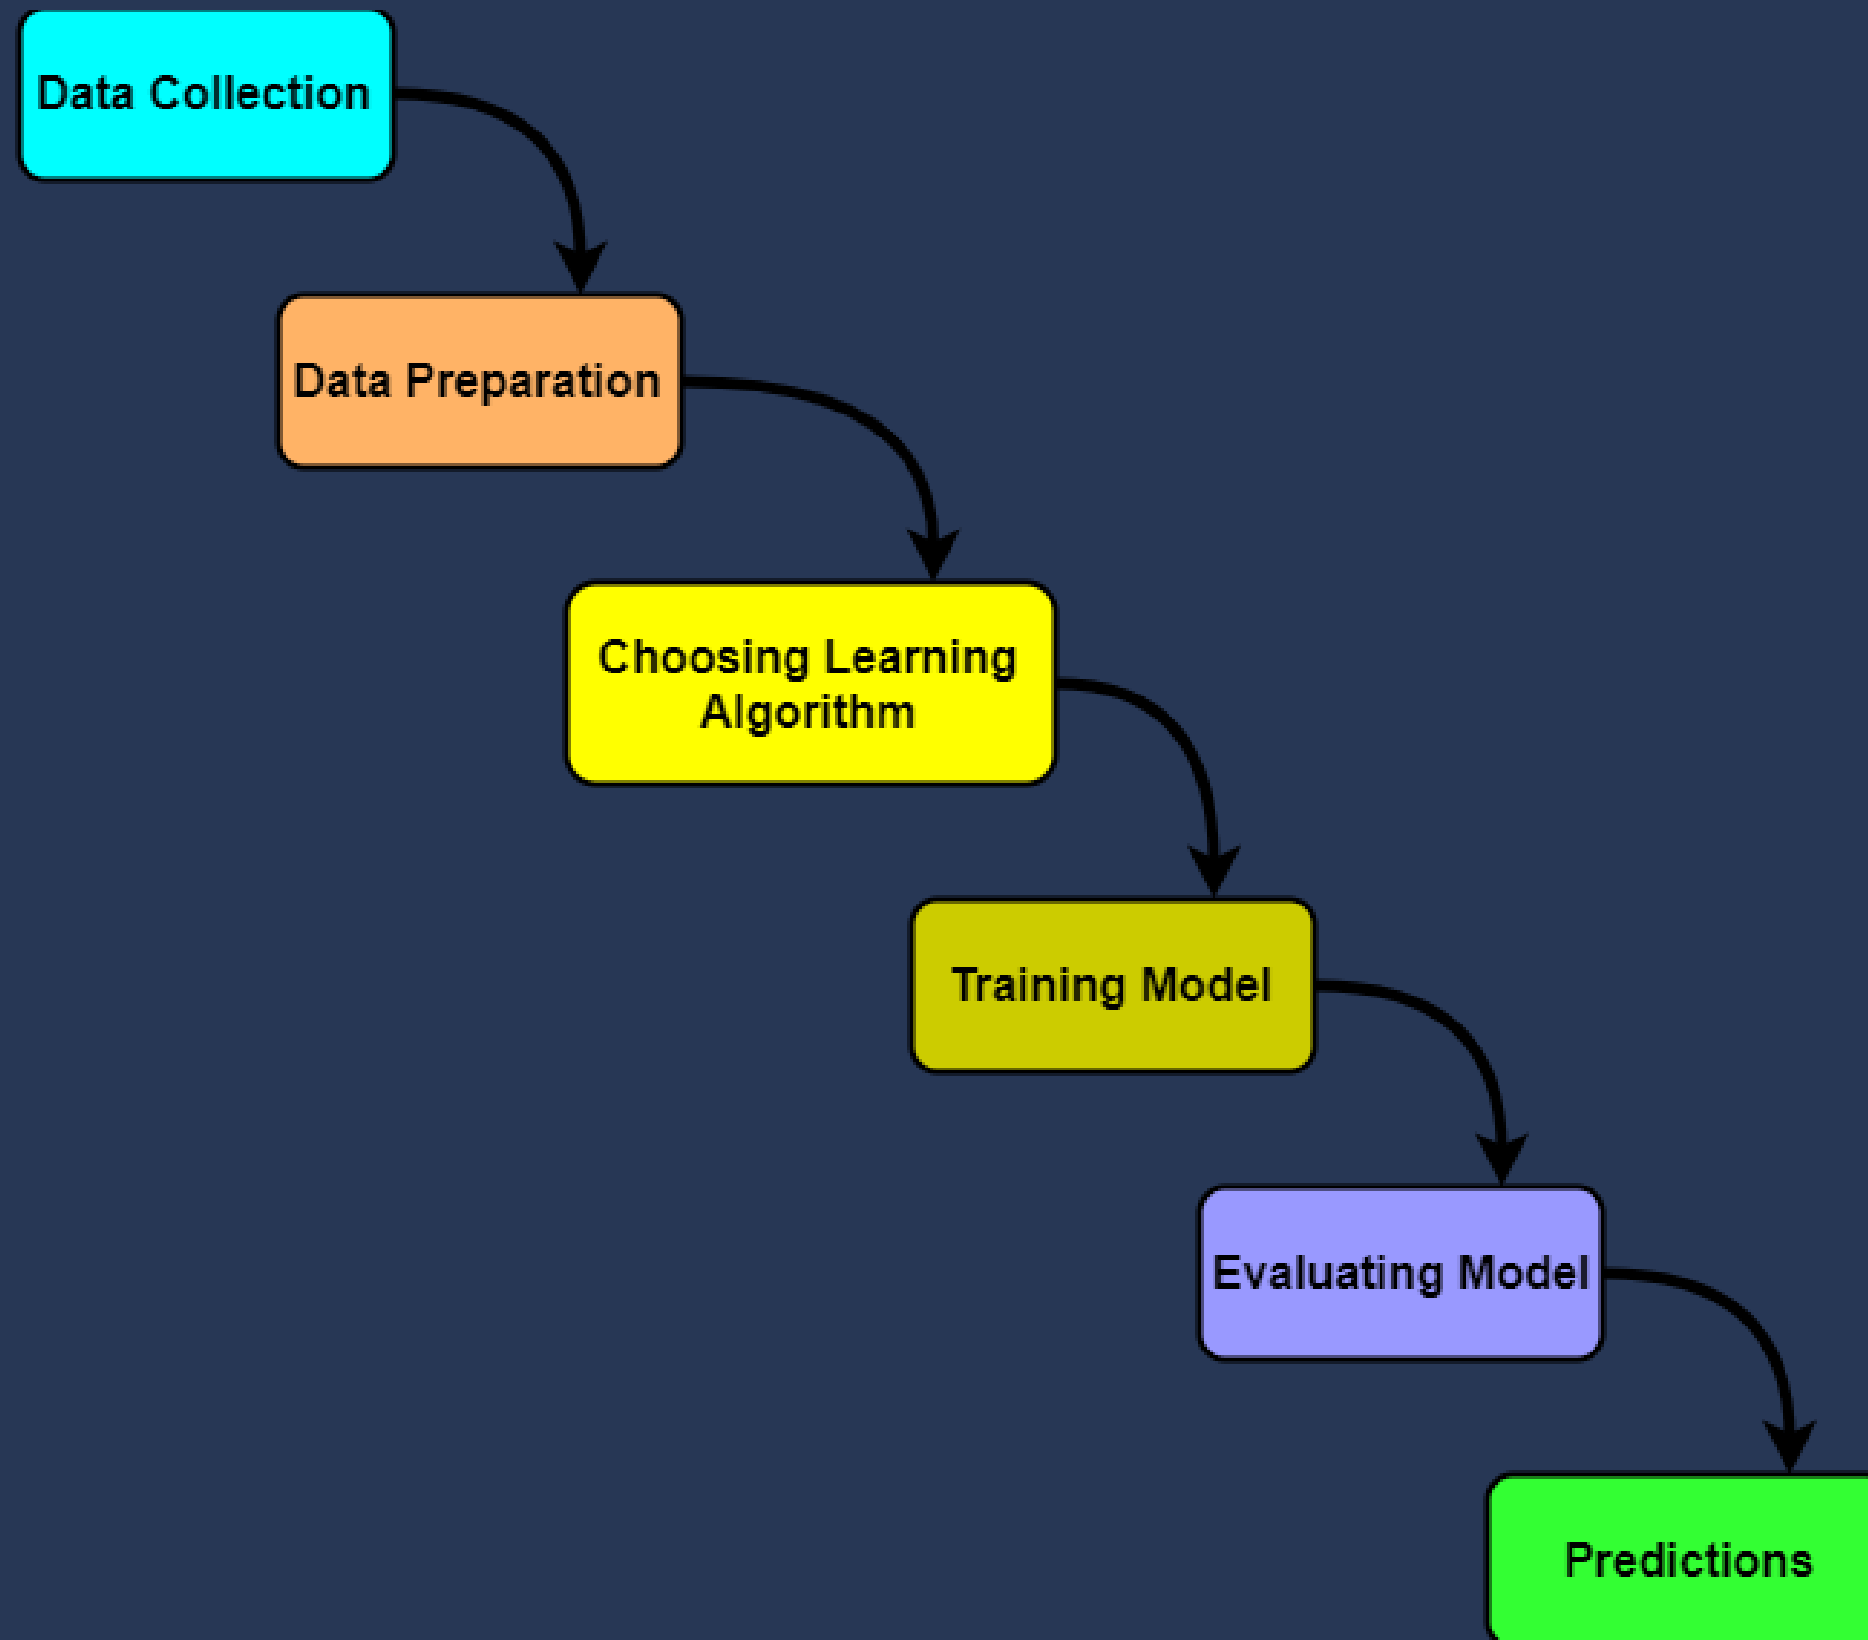 Data Collection
Data Preparation
Choosing Learning
Algorithm
Training Model
Evaluating Model
Predictions